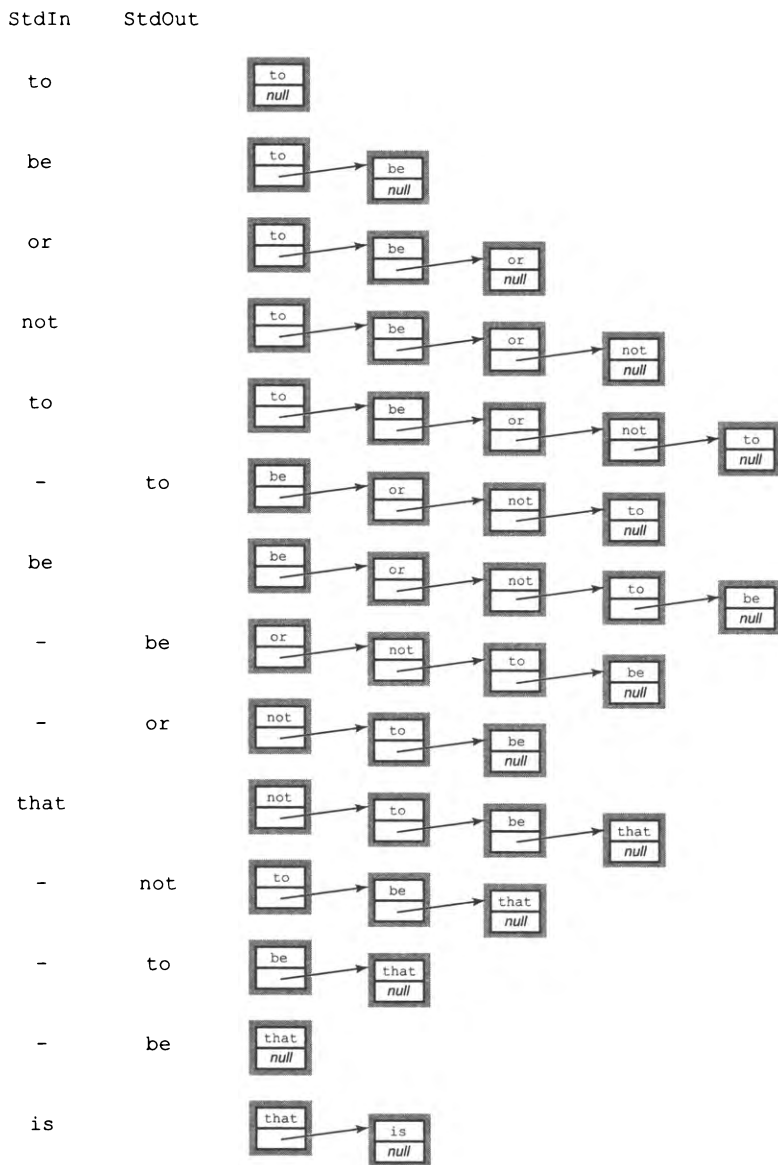 StdIn StdOut
to
to
null
be
to be
null
or
to be or
null
not
to be or not
null
to
to be or not to
null
- to
be or not to
null
be
be or not to be
null
- be
or not to be
null
- or
not to be
null
that
not to be that
null
- not
to be that
null
- to
be that
null
- be
that
null
is
that is
null